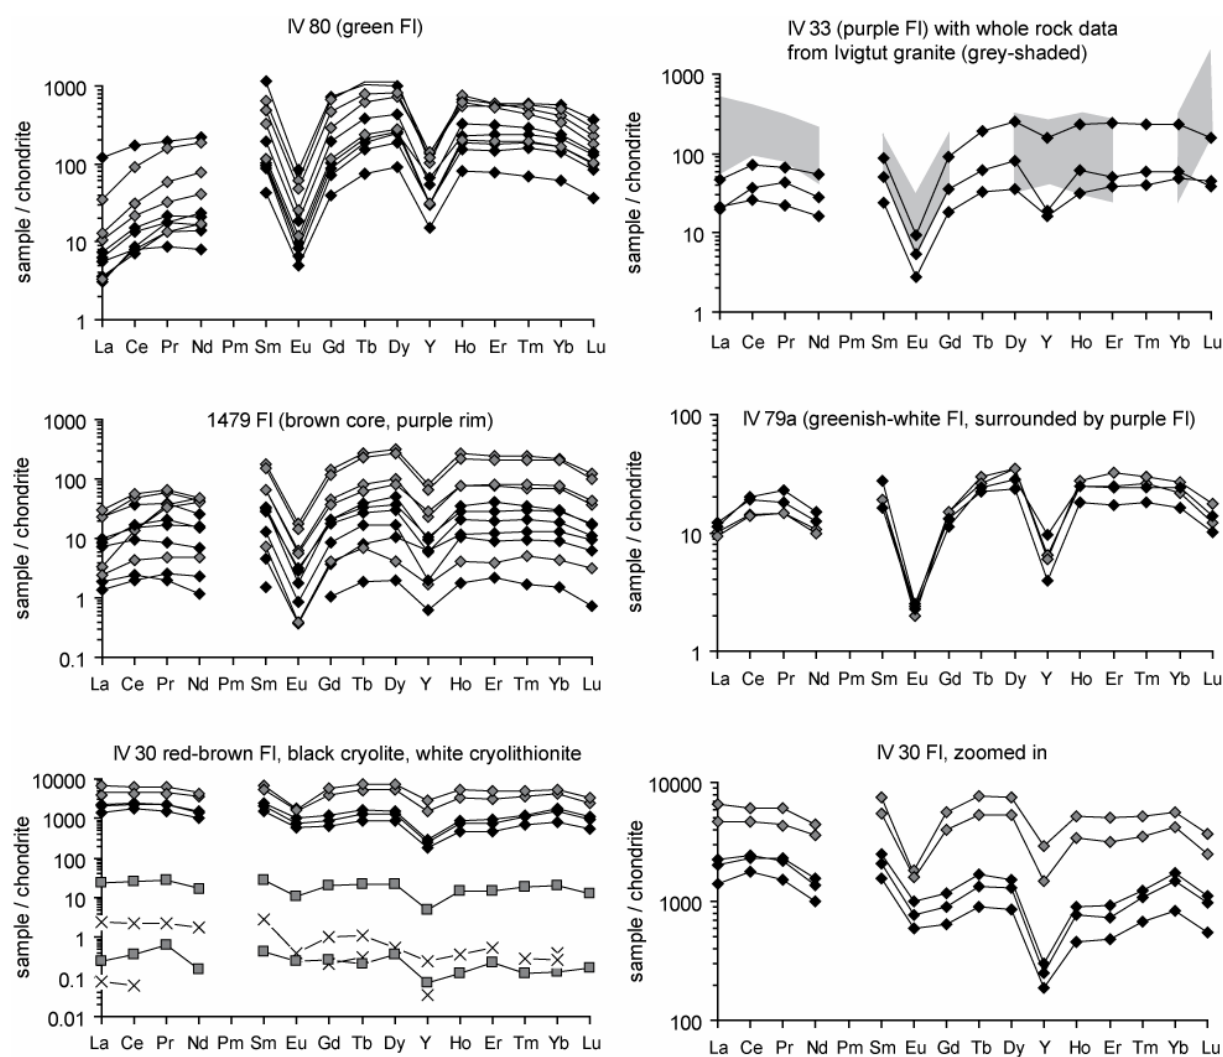 IV 80 (green Fl)
1000
100
10
1
sample / chondrite
La Ce Pr Nd Pm Sm Eu Gd Tb Dy Y Ho Er Tm Yb Lu
IV 33 (purple Fl) with whole rock data
from Ivigtut granite (grey-shaded)
1000
100
10
1
sample / chondrite
La Ce Pr Nd Pm Sm Eu Gd Tb Dy Y Ho Er Tm Yb Lu
1479 Fl (brown core, purple rim)
1000
100
10
1
0.1
sample / chondrite
La Ce Pr Nd Pm Sm Eu Gd Tb Dy Y Ho Er Tm Yb Lu
IV 79a (greenish-white Fl, surrounded by purple Fl)
100
10
1
sample / chondrite
La Ce Pr Nd Pm Sm Eu Gd Tb Dy Y Ho Er Tm Yb Lu
IV 30 red-brown Fl, black cryolite, white cryolithionite
10000
1000
100
10
1
0.1
0.01
sample / chondrite
La Ce Pr Nd Pm Sm Eu Gd Tb Dy Y Ho Er Tm Yb Lu
IV 30 Fl, zoomed in
10000
1000
100
sample / chondrite
La Ce Pr Nd Pm Sm Eu Gd Tb Dy Y Ho Er Tm Yb Lu